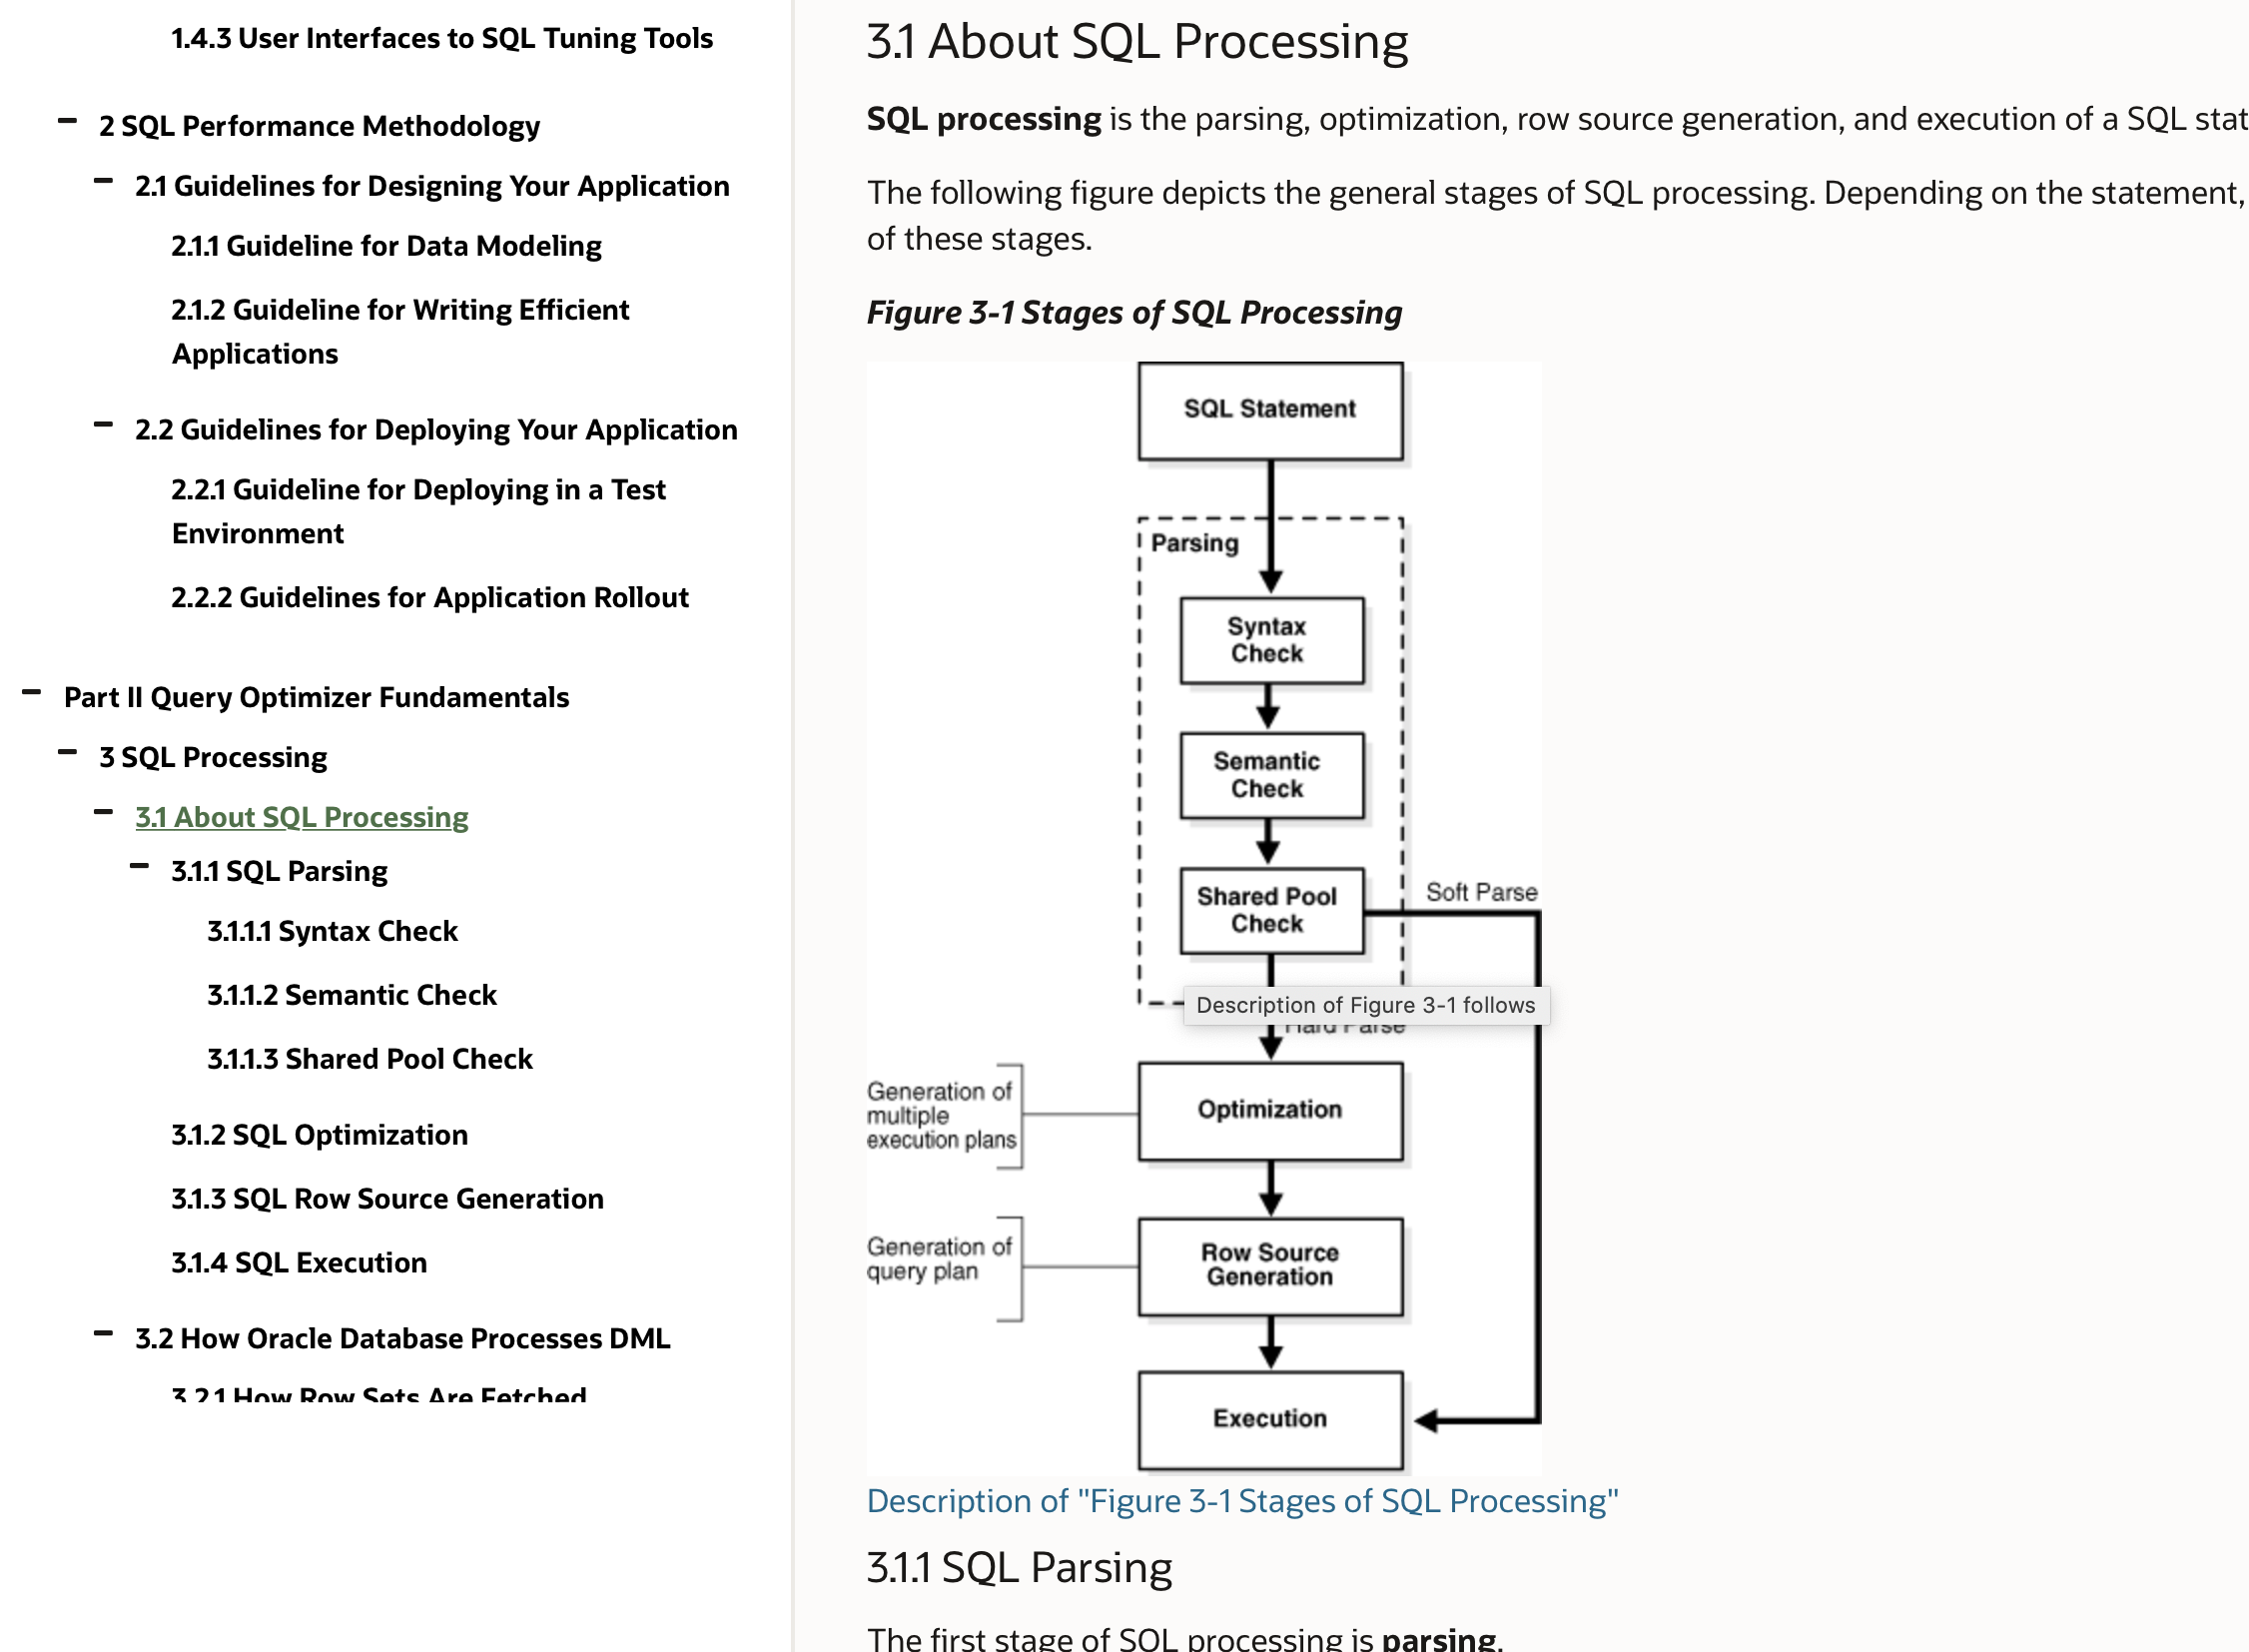 1.4.3 User Interfaces to SQL Tuning Tools
2 SQL Performance Methodology
2.1 Guidelines for Designing Your Application
2.1.1 Guideline for Data Modeling
2.1.2 Guideline for Writing Efficient
Applications
2.2 Guidelines for Deploying Your Application
2.2.1 Guideline for Deploying in a Test
Environment
2.2.2 Guidelines for Application Rollout
Part II Query Optimizer Fundamentals
3 SQL Processing
3.1 About SQL Processing
3.1.1 SQL Parsing
3.1.1.1 Syntax Check
3.1.1.2 Semantic Check
3.1.1.3 Shared Pool Check
3.1.2 SQL Optimization
3.1.3 SQL Row Source Generation
3.1.4 SQL Execution
3.2 How Oracle Database Processes DML
3.2.1 How Row Sets Are Fetched
3.1 About SQL Processing
SQL processing is the parsing, optimization, row source generation, and execution of a SQL stat
The following figure depicts the general stages of SQL processing. Depending on the statement,
of these stages.
Figure 3-1 Stages of SQL Processing
SQL Statement
Parsing
Syntax
Check
Semantic
Check
Shared Pool
Check
Soft Parse
Description of Figure 3-1 follows
Hard Parse
Generation of
multiple
execution plans
Optimization
Generation of
query plan
Row Source
Generation
Execution
Description of "Figure 3-1 Stages of SQL Processing"
3.1.1 SQL Parsing
The first stage of SQL processing is parsing.